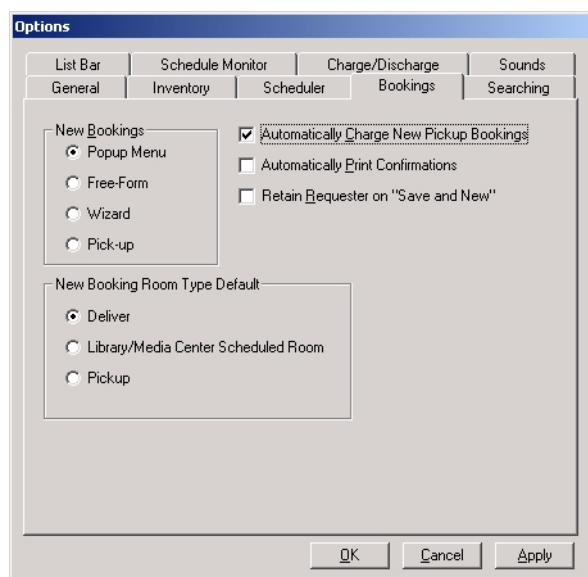 Options
List Bar Schedule Monitor Charge/Discharge Sounds
General Inventory Scheduler Bookings Searching
New Bookings
Popup Menu
Free-Form
Wizard
Pick-up
Automatically Charge New Pickup Bookings
Automatically Print Confirmations
Retain Requester on "Save and New"
New Booking Room Type Default
Deliver
Library/Media Center Scheduled Room
Pickup
OK Cancel Apply